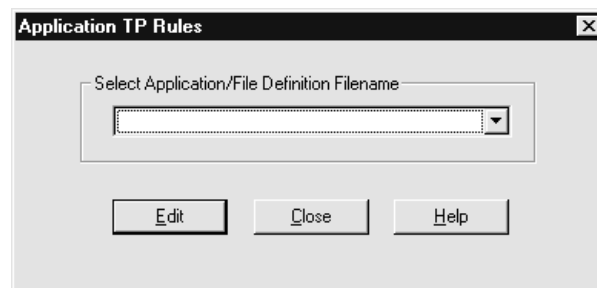 Application TP Rules
Select Application/File Definition Filename
Edit Close Help